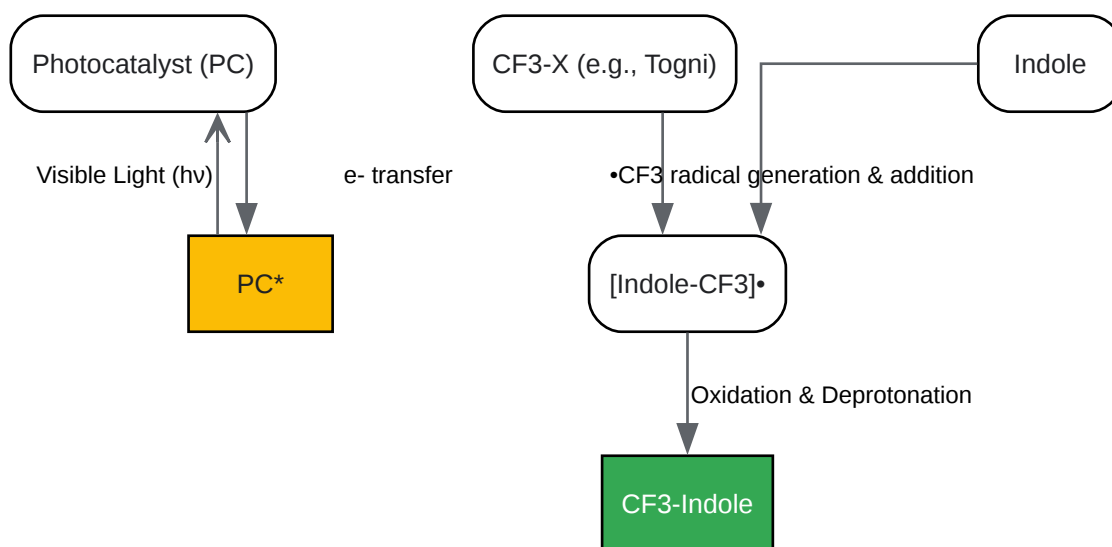 Photocatalyst (PC)
CF3-X (e.g., Togni)
Indole
Visible Light (hν)
e- transfer
•CF3 radical generation & addition
PC*
[Indole-CF3]•
Oxidation & Deprotonation
CF3-Indole